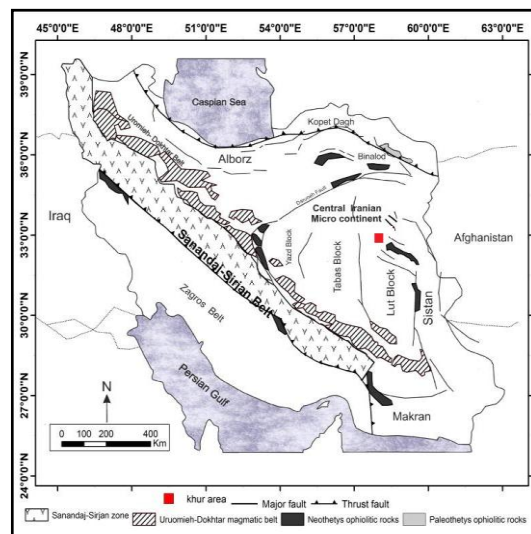 45°0'0"N 48°0'0"N 51°0'0"N 54°0'0"N 57°0'0"N 60°0'0"N 63°0'0"N
39°0'0"N
36°0'0"N
33°0'0"N
30°0'0"N
27°0'0"N
24°0'0"N
Caspian Sea
Kopet Dagh
Uromieh-Dokhtar Belt
Alborz
Binalod
Iraq
Central Iranian
Micro continent
Afghanistan
Yazd Block
Tabas Block
Lut Block
Sistan
Sanandaj-Sirjan Belt
Zagros Belt
Persian Gulf
Makran
N
0 100 200 400
Km
khur area Major fault Thrust fault
Sanandaj-Sirjan zone Uruomieh-Dokhtar magmatic belt Neothetys ophiolitic rocks Paleothetys ophiolitic rocks